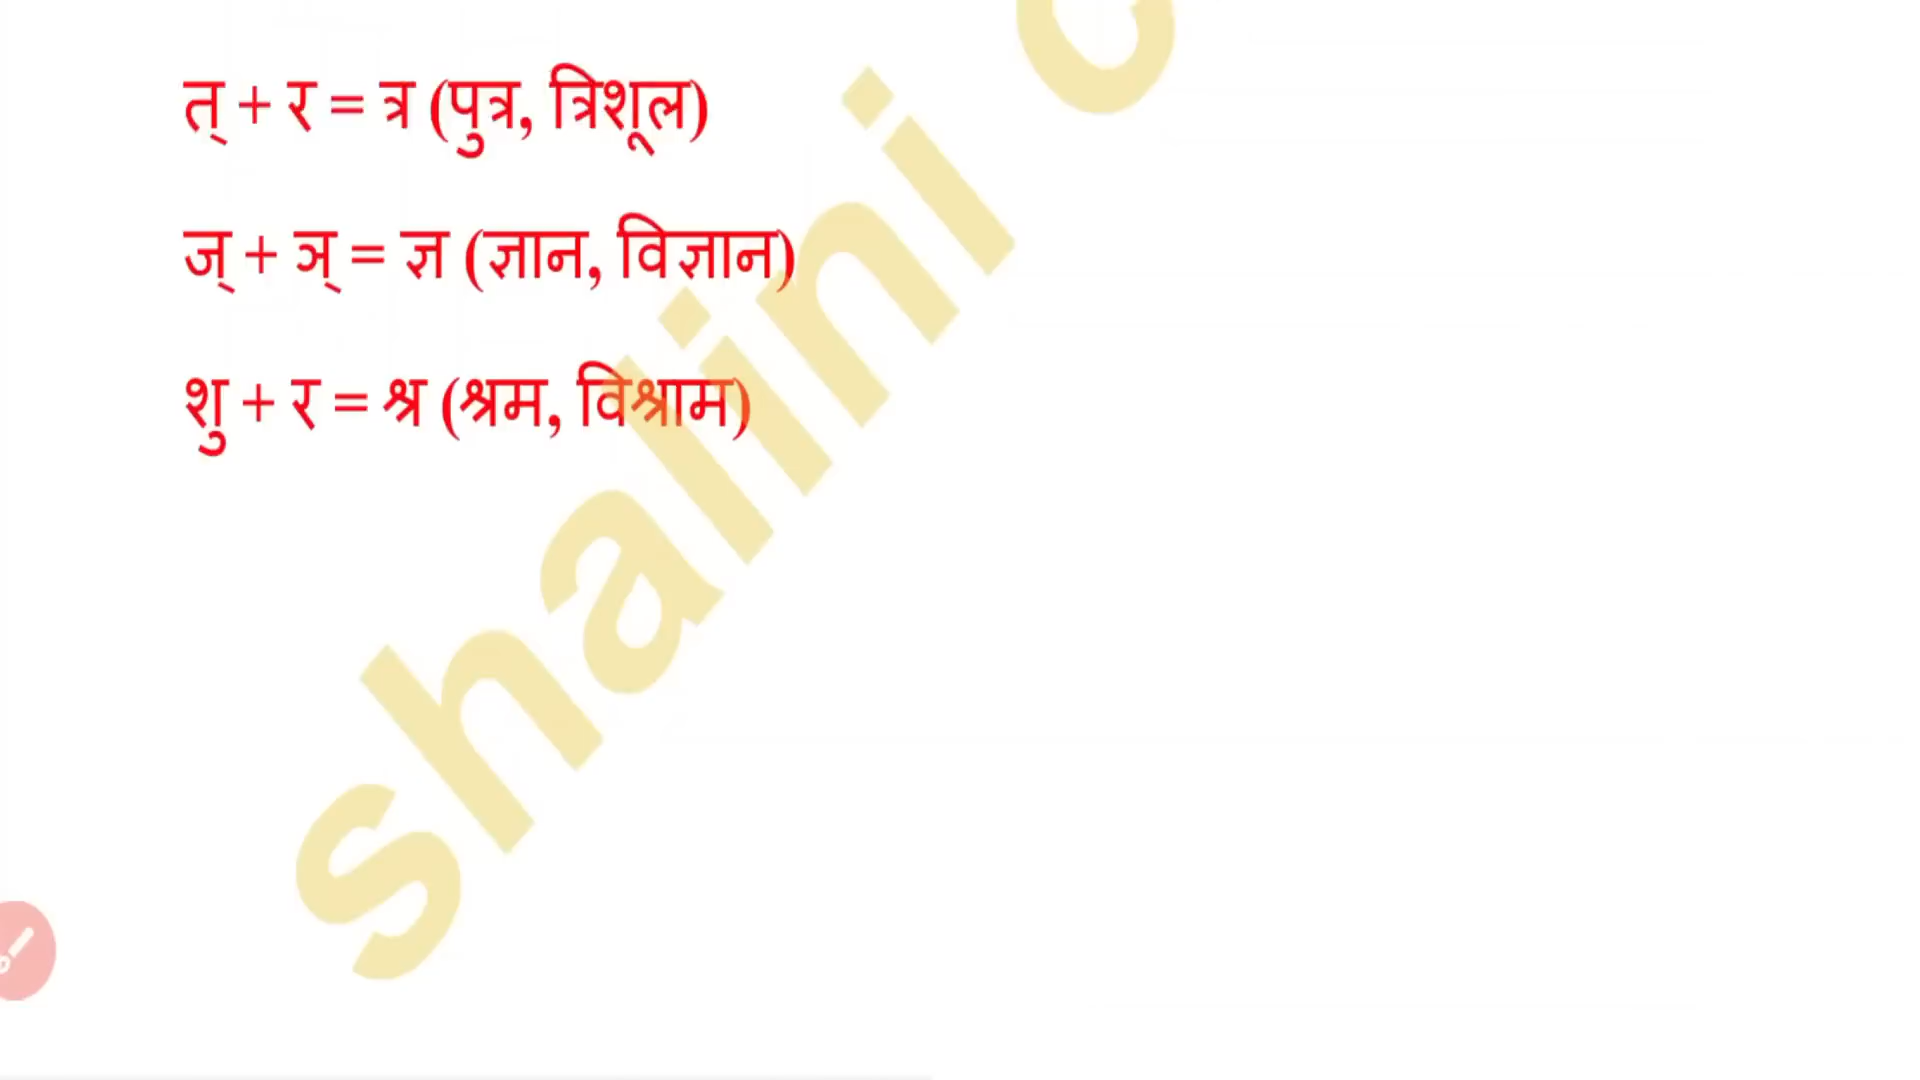 त् + र = त्र (पुत्र, त्रिशूल)
ज् + ञ् = ज्ञ (ज्ञान, विज्ञान)
शु + र = श्र (श्रम, विश्राम)
shalini